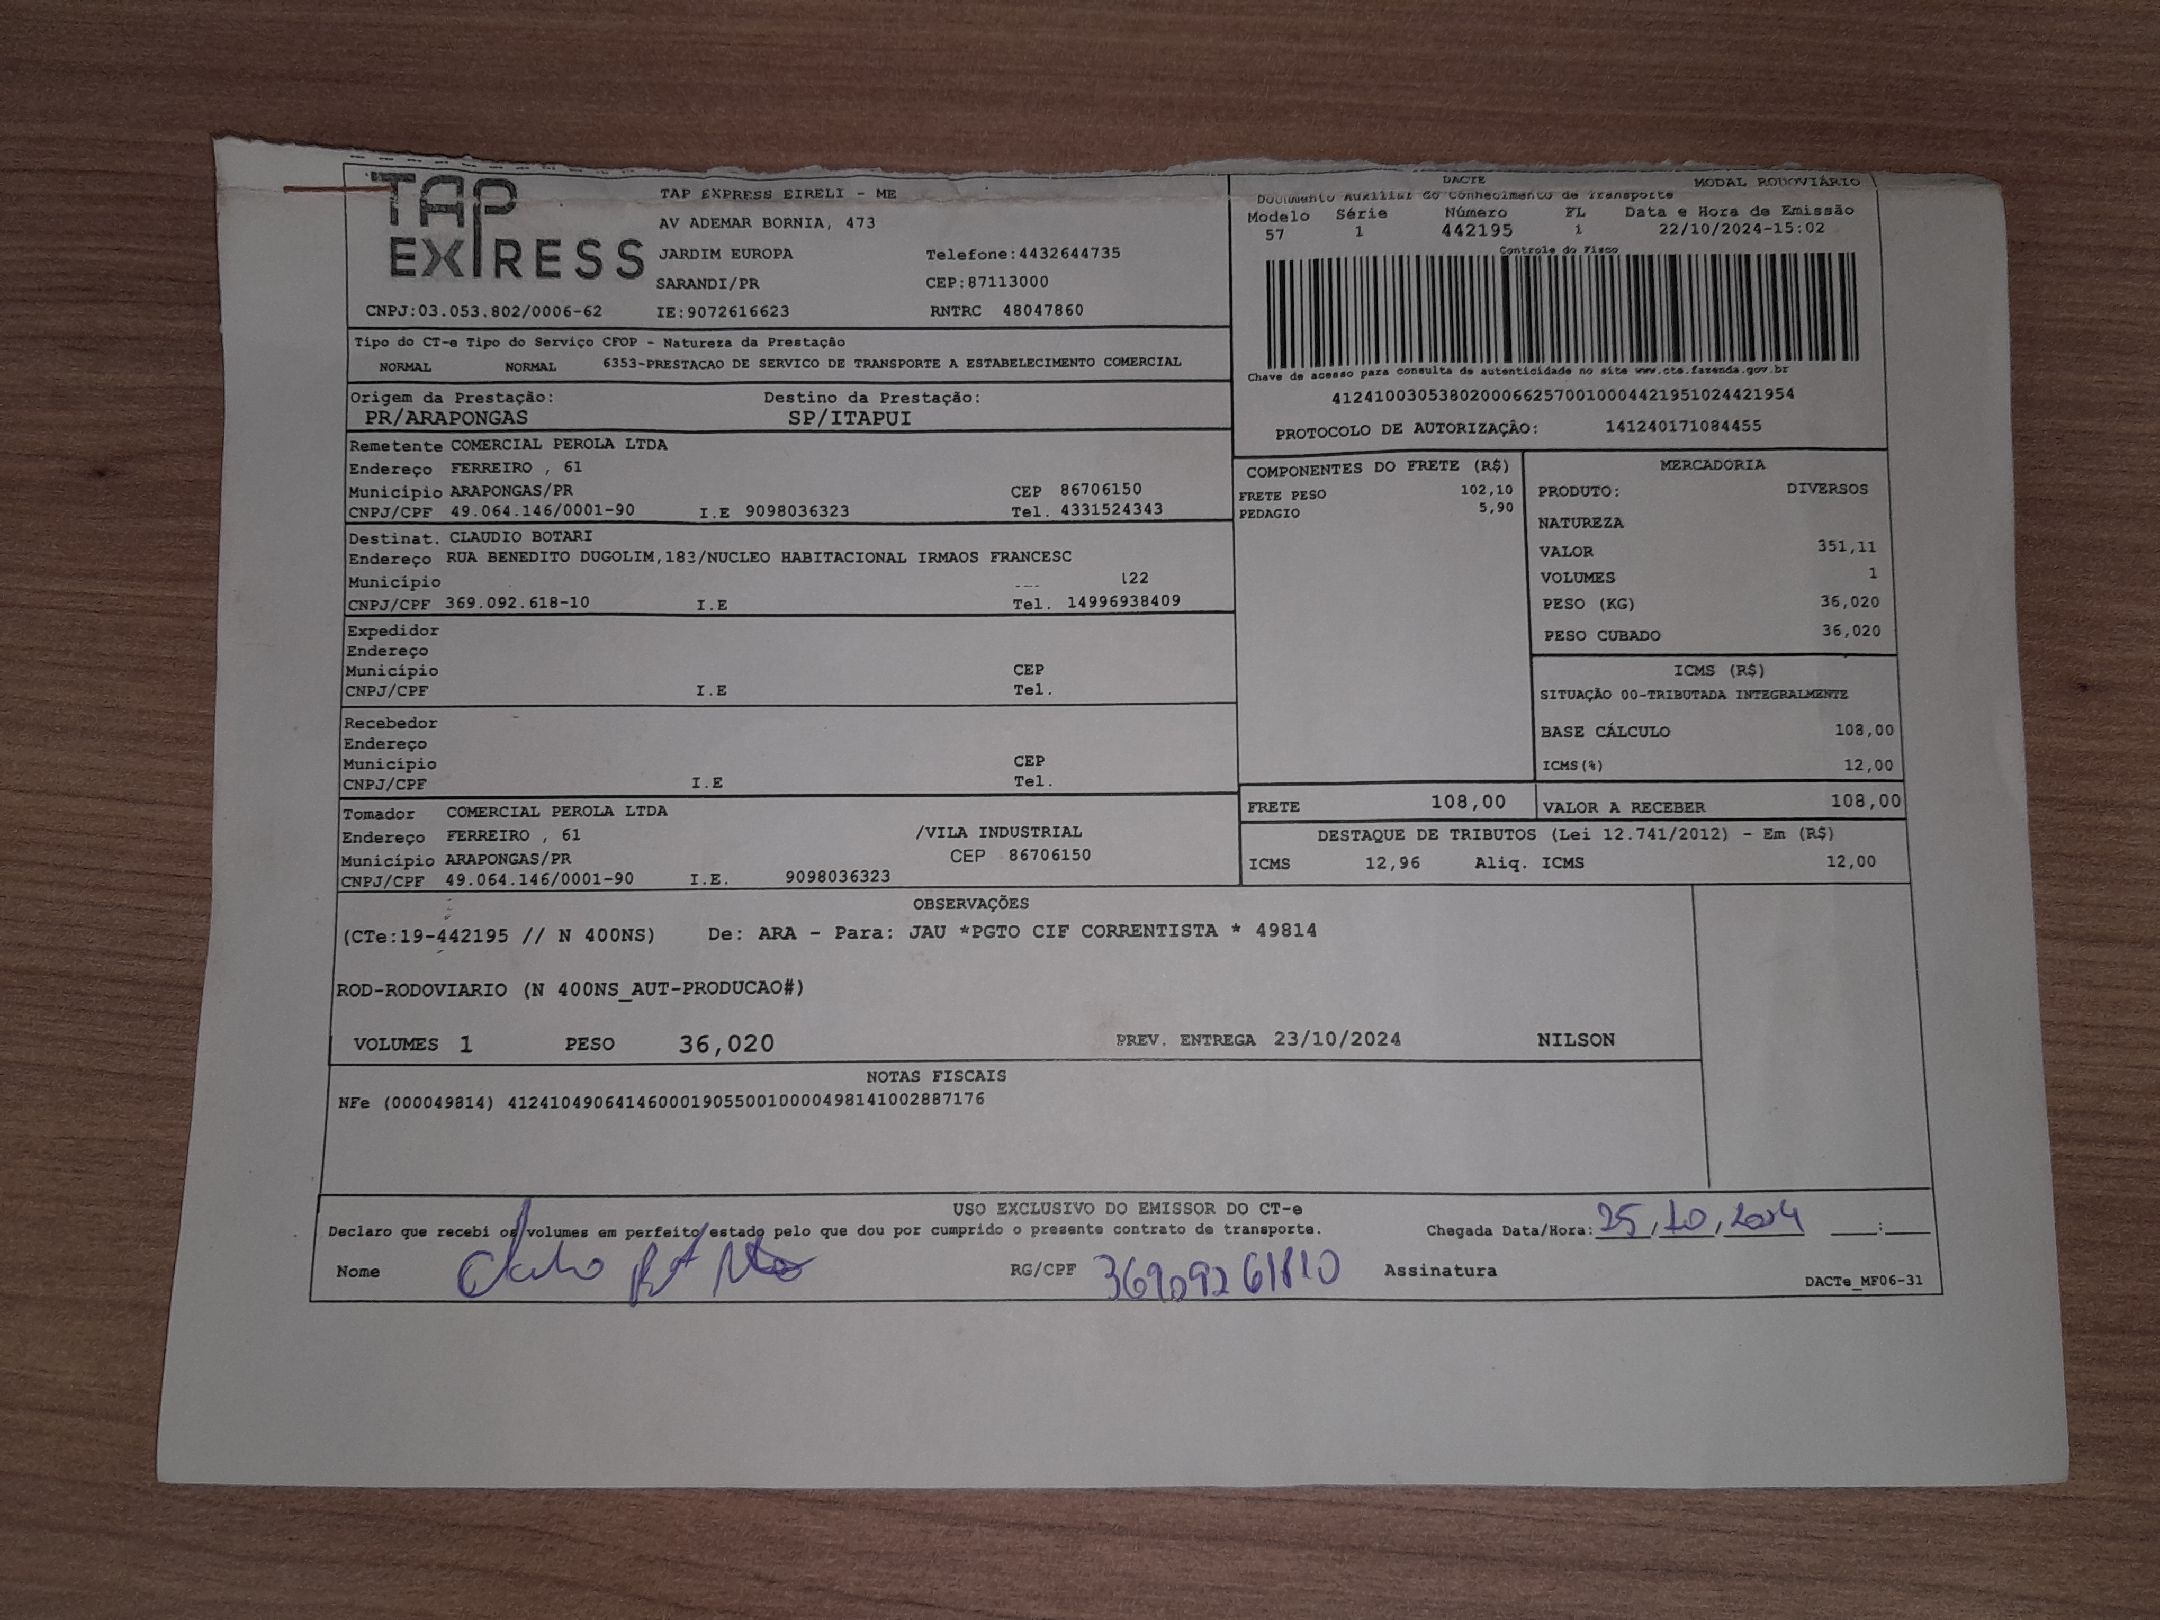 TAP EXPRESS
TAP EXPRESS EIRELI - ME
AV ADEMAR BORNIA, 473
JARDIM EUROPA Telefone:4432644735
SARANDI/PR CEP:87113000
CNPJ:03.053.802/0006-62 IE:9072616623 RNTRC 48047860
DACTE MODAL RODOVIÁRIO
Documento Auxiliar do Conhecimento de Transporte
Modelo Série Número FL Data e Hora de Emissão
57 1 442195 1 22/10/2024-15:02
Controle do Fisco
Chave de acesso para consulta de autenticidade no site www.cte.fazenda.gov.br
41241003053802000662570010004421951024421954
PROTOCOLO DE AUTORIZAÇÃO: 141240171084455
Tipo do CT-e Tipo do Serviço CFOP - Natureza da Prestação
NORMAL NORMAL 6353-PRESTACAO DE SERVICO DE TRANSPORTE A ESTABELECIMENTO COMERCIAL
Origem da Prestação: Destino da Prestação:
PR/ARAPONGAS SP/ITAPUI
Remetente COMERCIAL PEROLA LTDA
Endereço FERREIRO , 61
Município ARAPONGAS/PR CEP 86706150
CNPJ/CPF 49.064.146/0001-90 I.E 9098036323 Tel. 4331524343
Destinat. CLAUDIO BOTARI
Endereço RUA BENEDITO DUGOLIM,183/NUCLEO HABITACIONAL IRMAOS FRANCESC
Município 122
CNPJ/CPF 369.092.618-10 I.E Tel. 14996938409
Expedidor
Endereço
Município CEP
CNPJ/CPF I.E Tel.
Recebedor
Endereço
Município CEP
CNPJ/CPF I.E Tel.
Tomador COMERCIAL PEROLA LTDA
Endereço FERREIRO , 61 /VILA INDUSTRIAL
Município ARAPONGAS/PR CEP 86706150
CNPJ/CPF 49.064.146/0001-90 I.E. 9098036323
COMPONENTES DO FRETE (R$)
FRETE PESO 102,10
PEDAGIO 5,90
MERCADORIA
PRODUTO: DIVERSOS
NATUREZA
VALOR 351,11
VOLUMES 1
PESO (KG) 36,020
PESO CUBADO 36,020
ICMS (R$)
SITUAÇÃO 00-TRIBUTADA INTEGRALMENTE
BASE CÁLCULO 108,00
ICMS(%) 12,00
FRETE 108,00 VALOR A RECEBER 108,00
DESTAQUE DE TRIBUTOS (Lei 12.741/2012) - Em (R$)
ICMS 12,96 Aliq. ICMS 12,00
OBSERVAÇÕES
(CTe:19-442195 // N 400NS) De: ARA - Para: JAU *PGTO CIF CORRENTISTA * 49814
ROD-RODOVIARIO (N 400NS_AUT-PRODUCAO#)
VOLUMES 1 PESO 36,020 PREV. ENTREGA 23/10/2024 NILSON
NOTAS FISCAIS
NFe (000049814) 41241049064146000190550010000498141002887176
USO EXCLUSIVO DO EMISSOR DO CT-e
Declaro que recebi os volumes em perfeito estado pelo que dou por cumprido o presente contrato de transporte. Chegada Data/Hora: 25/10/2024 ____:____
Nome RG/CPF 36909261810 Assinatura
DACTe_MF06-31